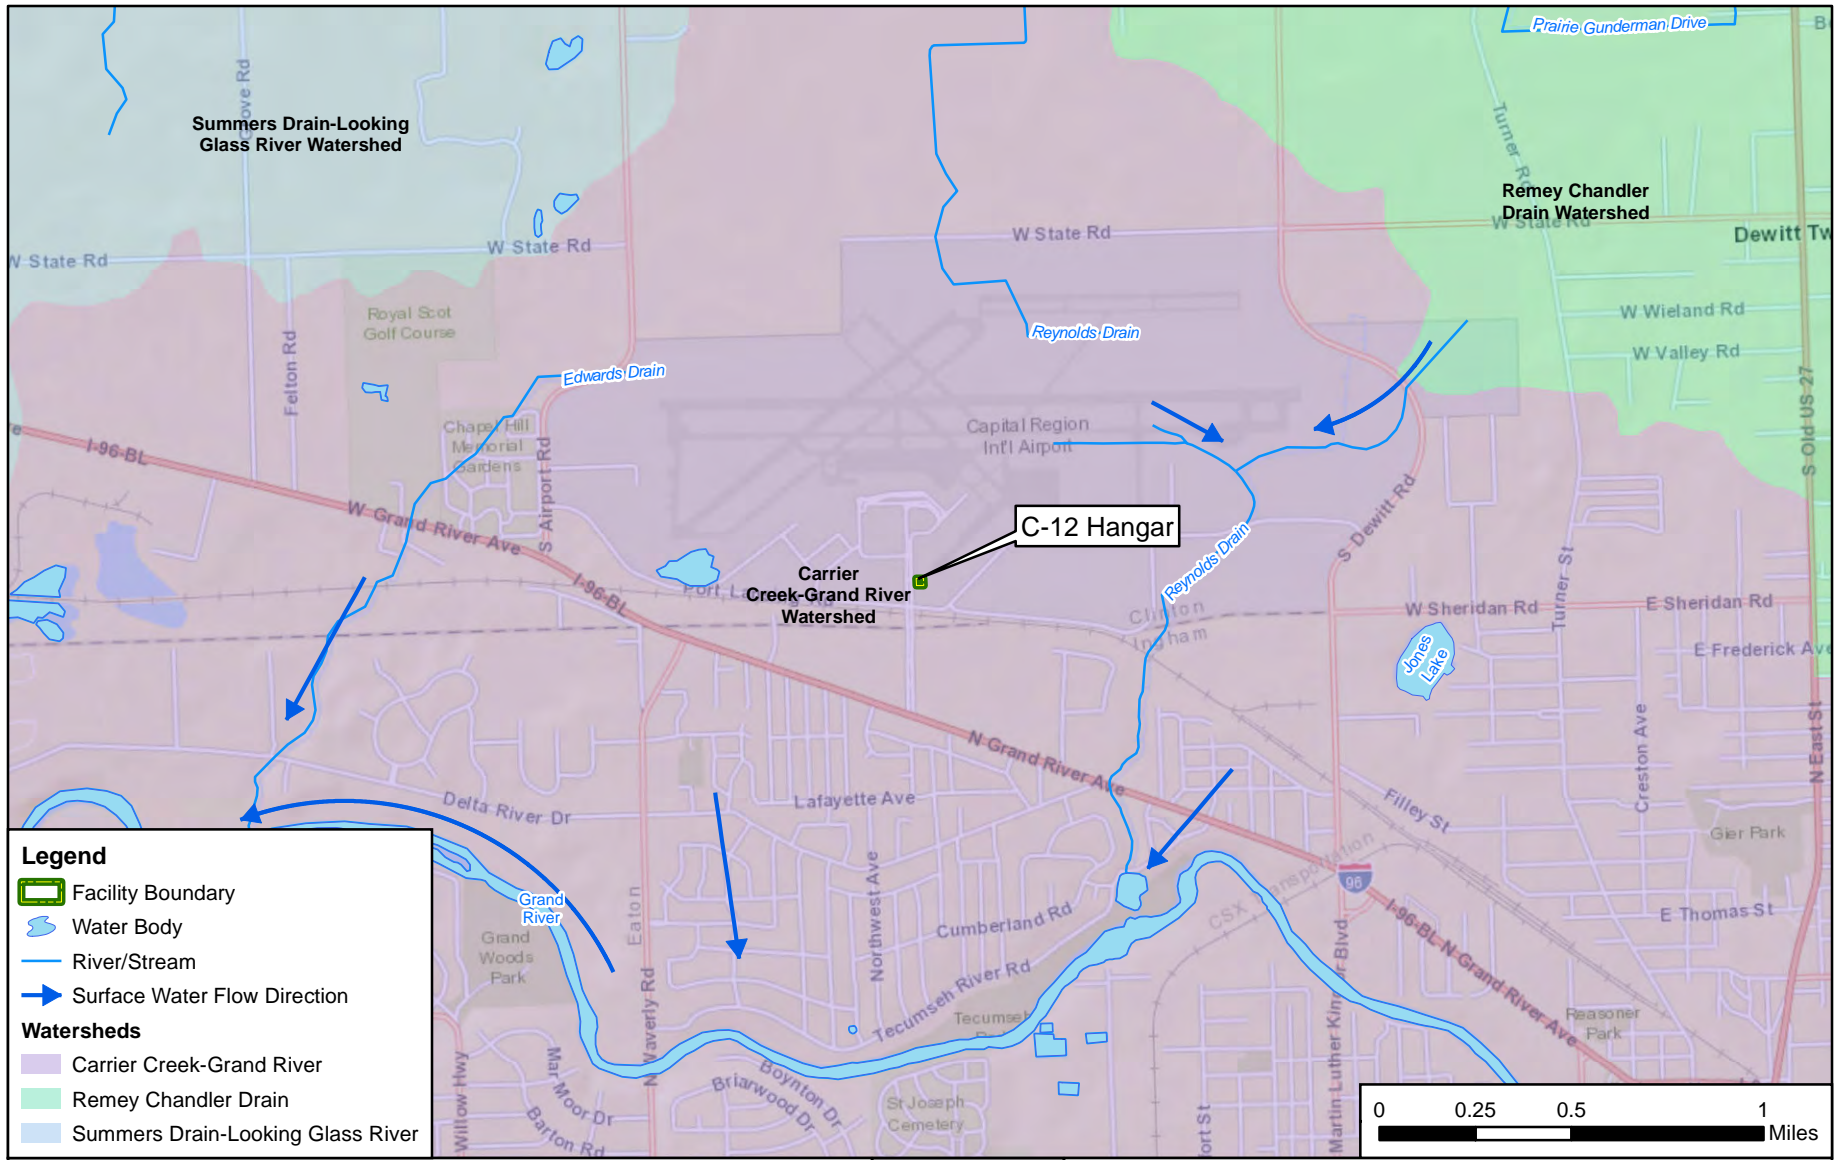 Prairie Gunderman Drive
Grove Rd
Summers Drain-Looking
Glass River Watershed
Turner Rd
Remey Chandler
Drain Watershed
W State Rd
Dewitt Tw
W State Rd
W State Rd
W State Rd
Royal Scot
Golf Course
Felton Rd
Reynolds Drain
W Wieland Rd
W Valley Rd
Edwards Drain
S Old US-27
Chapel Hill
Memorial
Gardens
S Airport Rd
Capital Region
Int'l Airport
I-96-BL
W Grand River Ave
S Dewitt Rd
C-12 Hangar
Reynolds Drain
Turner St
I-96-BL
Carrier
Creek-Grand River
Watershed
Clinton
Ingham
W Sheridan Rd
E Sheridan Rd
Jones
Lake
E Frederick Ave
Creston Ave
N East St
N Grand River Ave
Delta River Dr
Lafayette Ave
Filley St
Gier Park
Northwest Ave
CSX Transportation
96
Eaton
Grand
River
Cumberland Rd
E Thomas St
I-96-BL N Grand River Ave
Grand
Woods
Park
Tecumseh River Rd
N Waverly Rd
Tecumseh
Reasoner
Park
Martin Luther King
Blvd
Willow Hwy
Mar Moor Dr
Barton Rd
Boynton Dr
Briarwood Dr
St Joseph
Cemetery
Legend
Facility Boundary
Water Body
River/Stream
Surface Water Flow Direction
Watersheds
Carrier Creek-Grand River
Remey Chandler Drain
Summers Drain-Looking Glass River
0 0.25 0.5 1
Miles